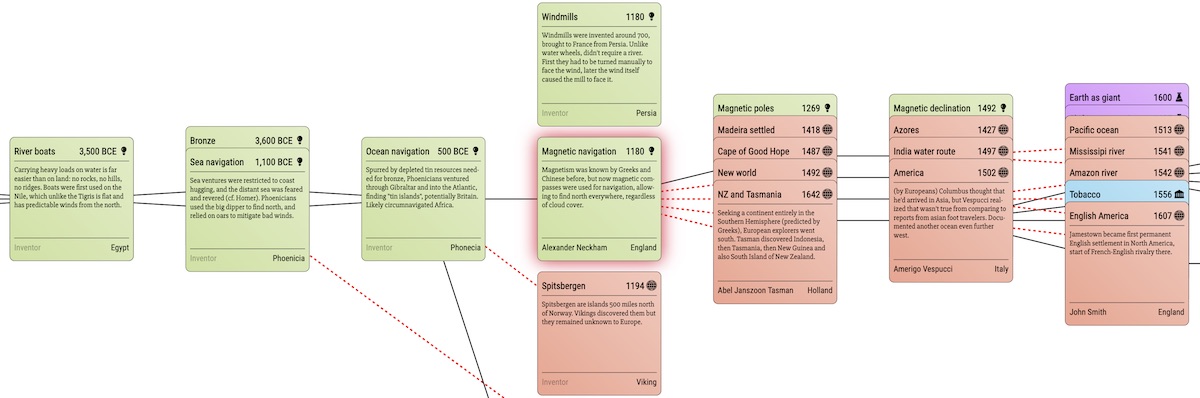 River boats 3,500 BCE
Carrying heavy loads on water is far
easier than on land: no rocks, no hills,
no ridges. Boats were first used on the
Nile, which unlike the Tigris is flat and
has predictable winds from the north.
Inventor Egypt
Bronze 3,600 BCE
Sea navigation 1,100 BCE
Sea ventures were restricted to coast
hugging, and the distant sea was feared
and revered (cf. Homer). Phoenicians
used the big dipper to find north, and
relied on oars to mitigate bad winds.
Inventor Phoenicia
Ocean navigation 500 BCE
Spurred by depleted tin resources need-
ed for bronze, Phoenicians ventured
through Gibraltar and into the Atlantic,
finding "tin islands", potentially Britain.
Likely circumnavigated Africa.
Inventor Phonecia
Windmills 1180
Windmills were invented around 700,
brought to France from Persia. Unlike
water wheels, didn't require a river.
First they had to be turned manually to
face the wind, later the wind itself
caused the mill to face it.
Inventor Persia
Magnetic navigation 1180
Magnetism was known by Greeks and
Chinese before, but now magnetic com-
passes were used for navigation, allow-
ing to find north everywhere, regardless
of cloud cover.
Alexander Neckham England
Spitsbergen 1194
Spitsbergen are islands 500 miles north
of Norway. Vikings discovered them but
they remained unknown to Europe.
Inventor Viking
Magnetic poles 1269
Madeira settled 1418
Cape of Good Hope 1487
New world 1492
NZ and Tasmania 1642
Seeking a continent entirely in the
Southern Hemisphere (predicted by
Greeks), European explorers went
south. Tasman discovered Indonesia,
then Tasmania, then New Guinea and
also South Island of New Zealand.
Abel Janszoon Tasman Holland
Magnetic declination 1492
Azores 1427
India water route 1497
America 1502
(by Europeans) Columbus thought that
he'd arrived in Asia, but Vespucci real-
ized that wasn't true from comparing to
reports from asian foot travelers. Docu-
mented another ocean even further
west.
Amerigo Vespucci Italy
Earth as giant 1600
Pacific ocean 1513
Mississipi river 1541
Amazon river 1542
Tobacco 1556
English America 1607
Jamestown became first permanent
English settlement in North America,
start of French-English rivalry there.
John Smith England